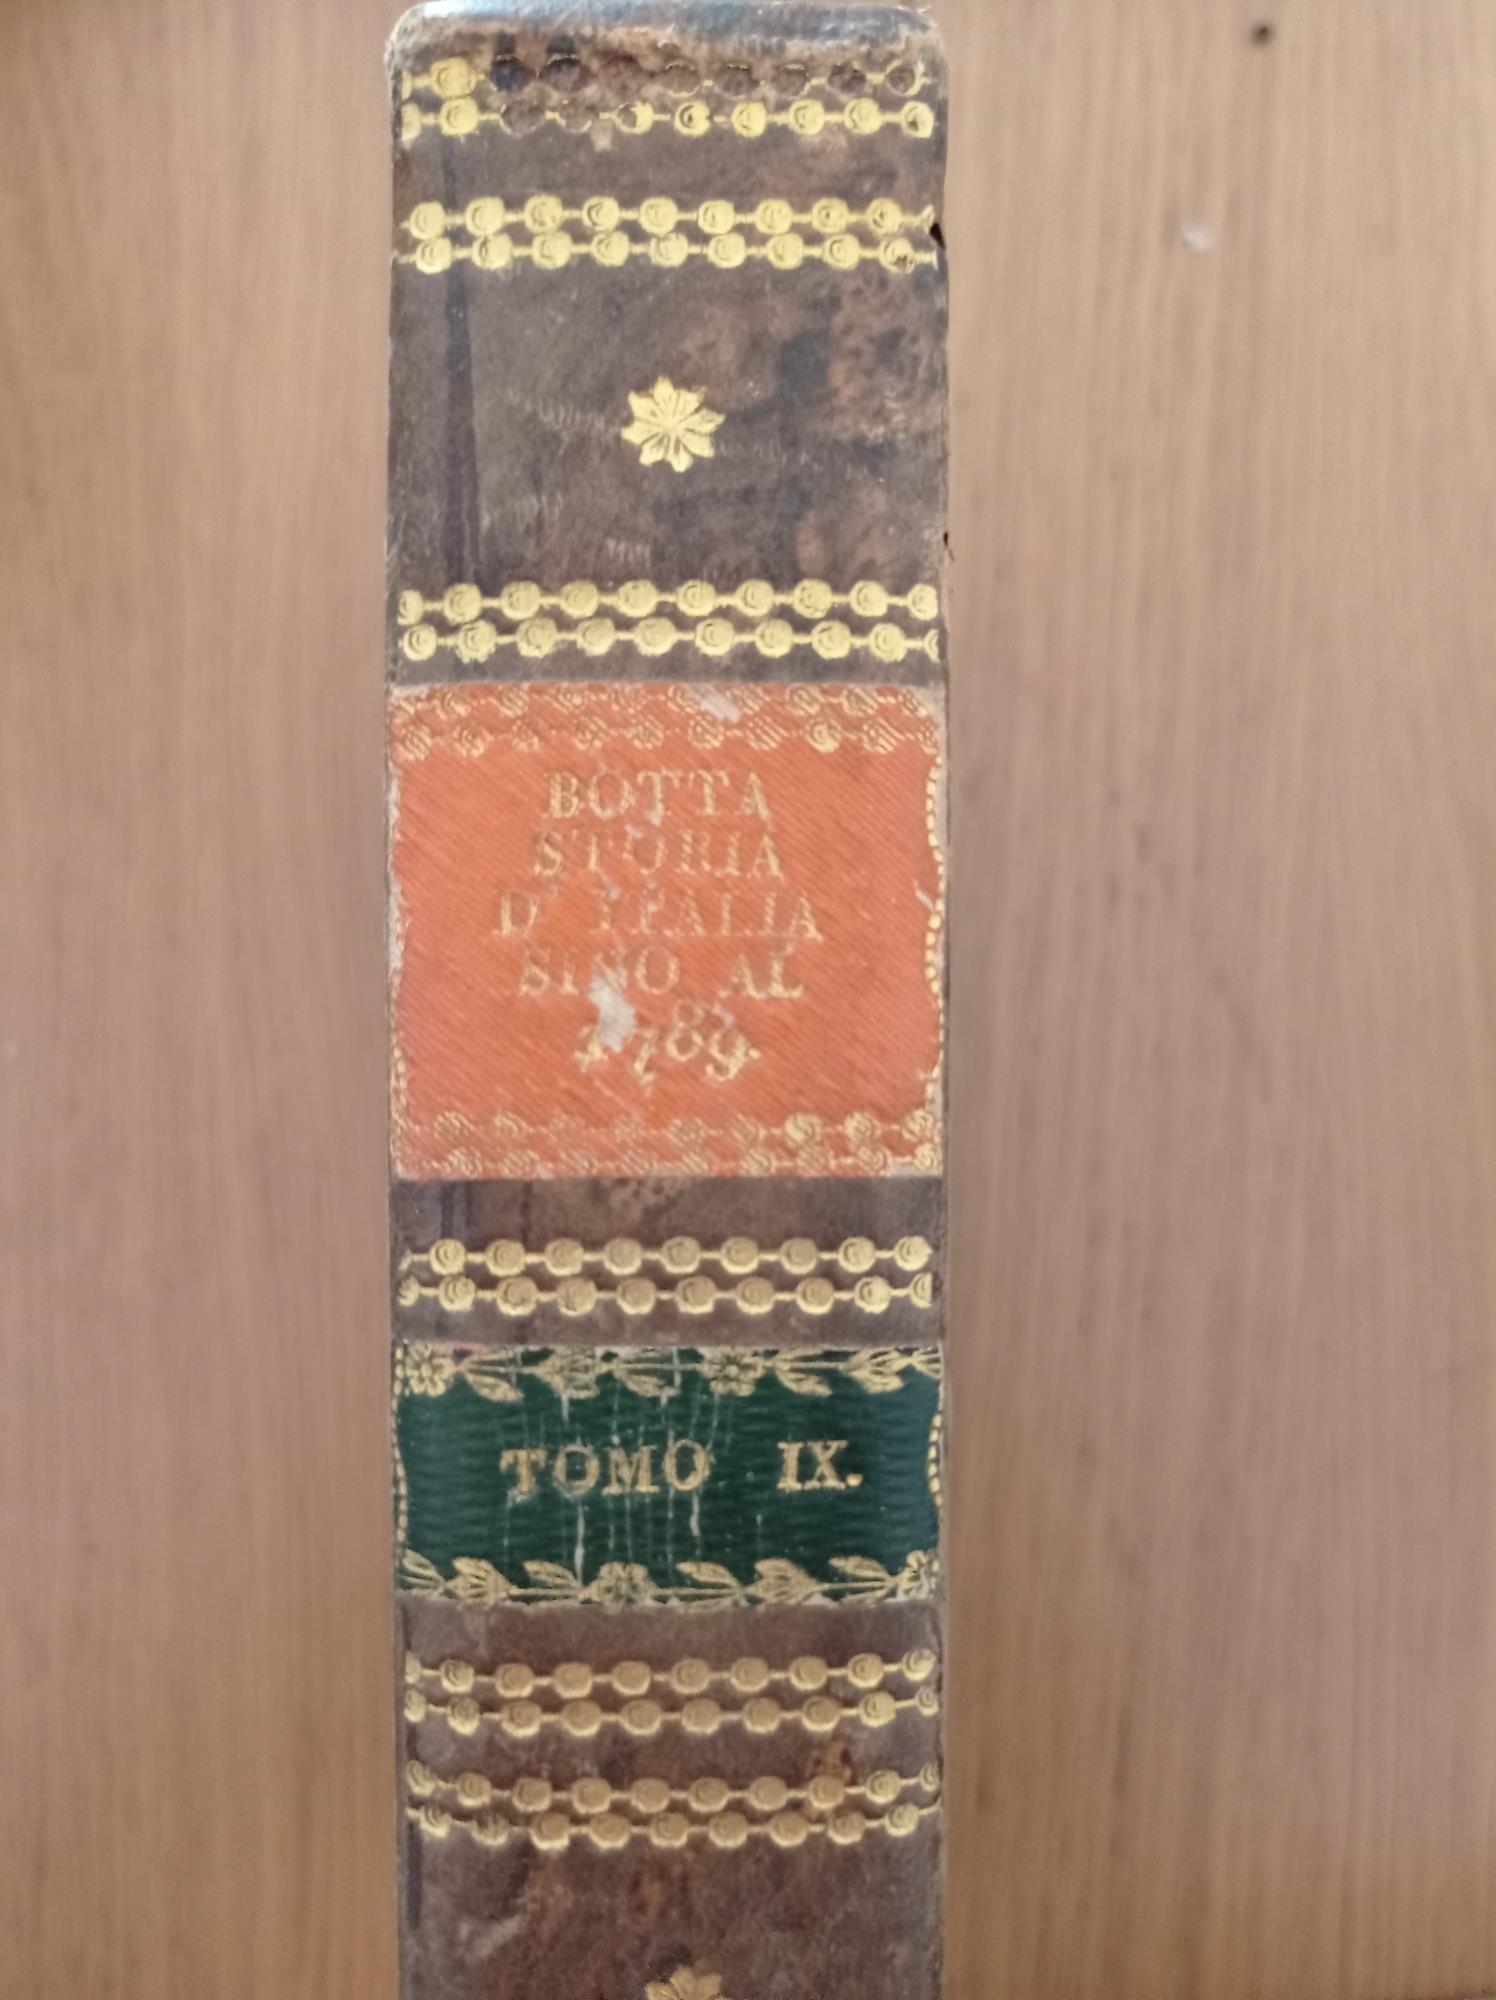 BOTTA
STORIA
D' ITALIA
SINO AL
1789.
TOMO IX.